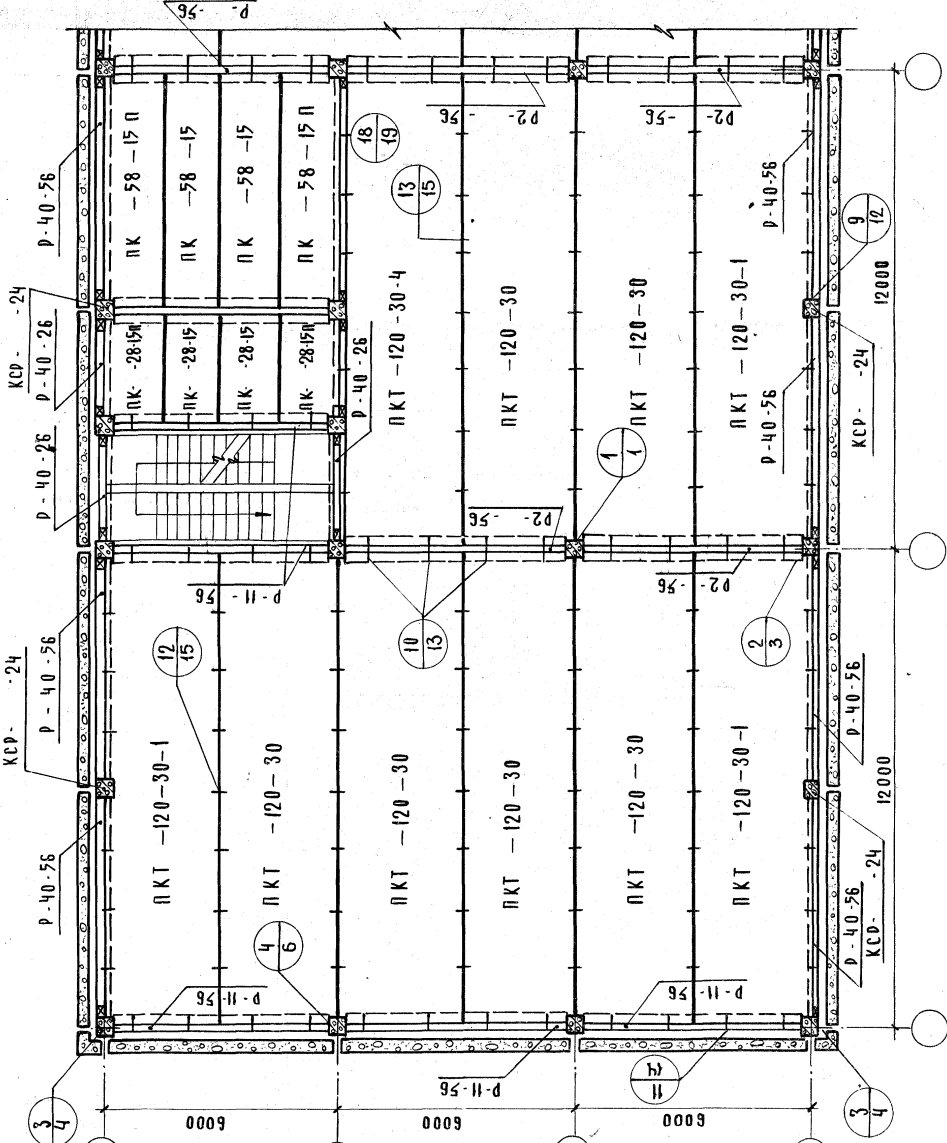 Р- -56
Р-40-56
КСР- -24
Р-40-26
Р-40-26
КСР- -24
Р-40-56
Р-40-56
ПК -58-15 П
ПК -58-15
ПК -58-15
ПК -58-15 П
ПК- -28-15П
ПК- -28-15
ПК- -28-15
ПК- -28-15П
Р-40-26
18
19
13
15
Р2- -56
Р2- -56
ПКТ -120-30-4
ПКТ -120-30
ПКТ -120-30
ПКТ -120-30-1
Р-40-56
9
12
12000
Р-40-56
КСР- -24
1
1
Р2- -56
Р2- -56
Р-11-56
12
15
10
13
2
3
ПКТ -120-30-1
ПКТ -120-30
ПКТ -120-30
ПКТ -120-30
ПКТ -120-30
ПКТ -120-30-1
Р-40-56
12000
Р-40-56
КСР- -24
4
6
Р-11-56
Р-11-56
Р-11-56
11
14
3
4
3
4
6000
6000
6000